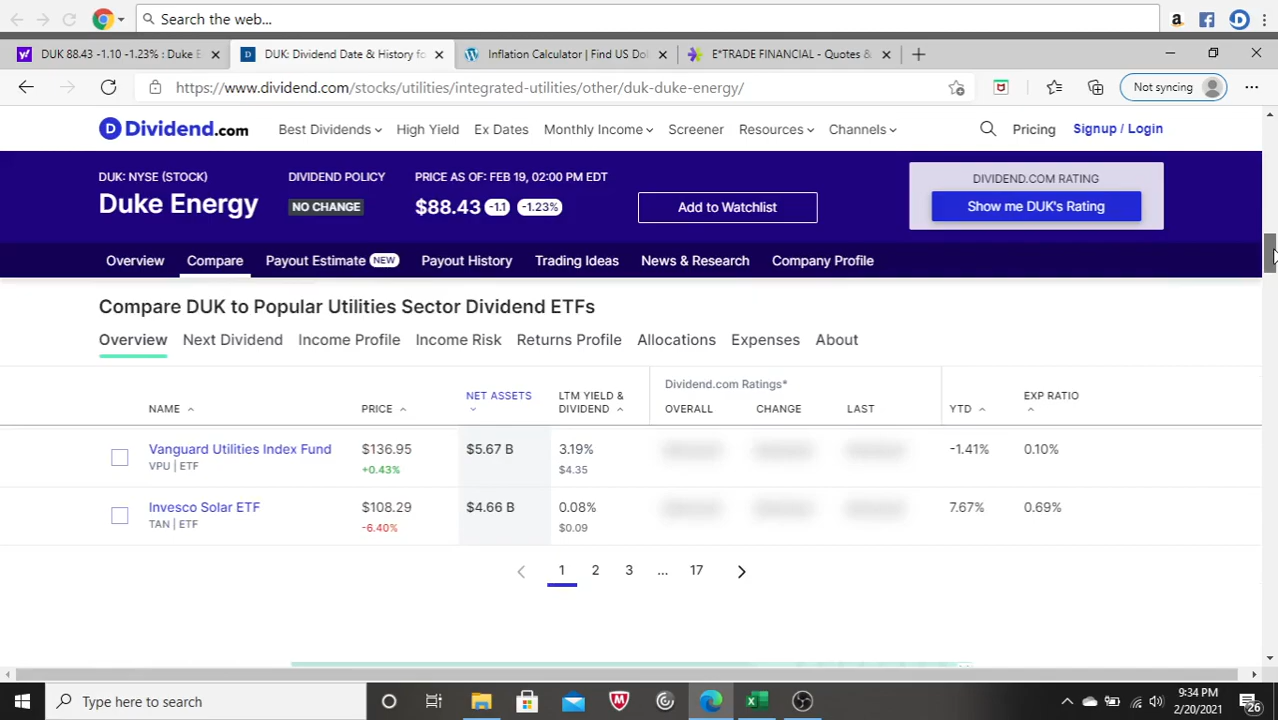 Search the web...
DUK 88.43 -1.10 -1.23% : Duke E
DUK: Dividend Date & History fo
Inflation Calculator | Find US Dol
E*TRADE FINANCIAL - Quotes &
https://www.dividend.com/stocks/utilities/integrated-utilities/other/duk-duke-energy/
Not syncing
Dividend.com
Best Dividends
High Yield
Ex Dates
Monthly Income
Screener
Resources
Channels
Pricing
Signup / Login
DUK: NYSE (STOCK)
Duke Energy
DIVIDEND POLICY
NO CHANGE
PRICE AS OF: FEB 19, 02:00 PM EDT
$88.43 -1.1 -1.23%
Add to Watchlist
DIVIDEND.COM RATING
Show me DUK's Rating
Overview
Compare
Payout Estimate NEW
Payout History
Trading Ideas
News & Research
Company Profile
Compare DUK to Popular Utilities Sector Dividend ETFs
Overview
Next Dividend
Income Profile
Income Risk
Returns Profile
Allocations
Expenses
About
NAME
PRICE
NET ASSETS
LTM YIELD &
DIVIDEND
Dividend.com Ratings*
OVERALL
CHANGE
LAST
YTD
EXP RATIO
Vanguard Utilities Index Fund
VPU | ETF
$136.95
+0.43%
$5.67 B
3.19%
$4.35
-1.41%
0.10%
Invesco Solar ETF
TAN | ETF
$108.29
-6.40%
$4.66 B
0.08%
$0.09
7.67%
0.69%
1 2 3 ... 17
Type here to search
9:34 PM
2/20/2021
26